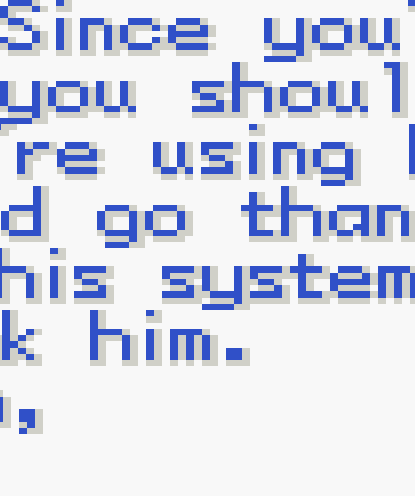 Since you
you shoul
're using
d go than
his system
k him.
,